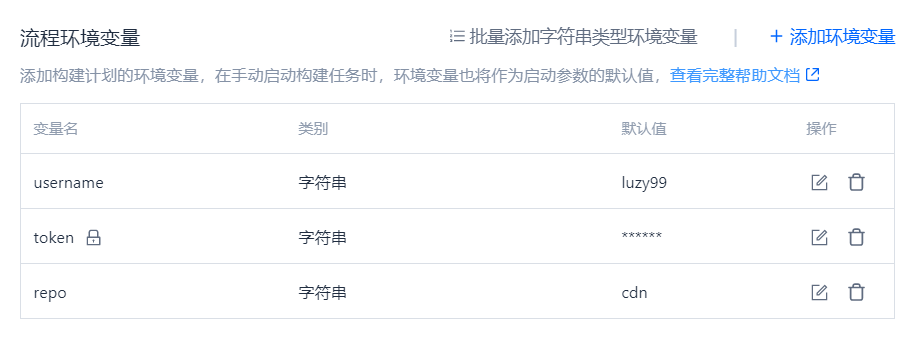 流程环境变量 批量添加字符串类型环境变量 | + 添加环境变量
添加构建计划的环境变量，在手动启动构建任务时，环境变量也将作为启动参数的默认值，查看完整帮助文档
变量名 类别 默认值 操作
username 字符串 luzy99
token 字符串 ******
repo 字符串 cdn